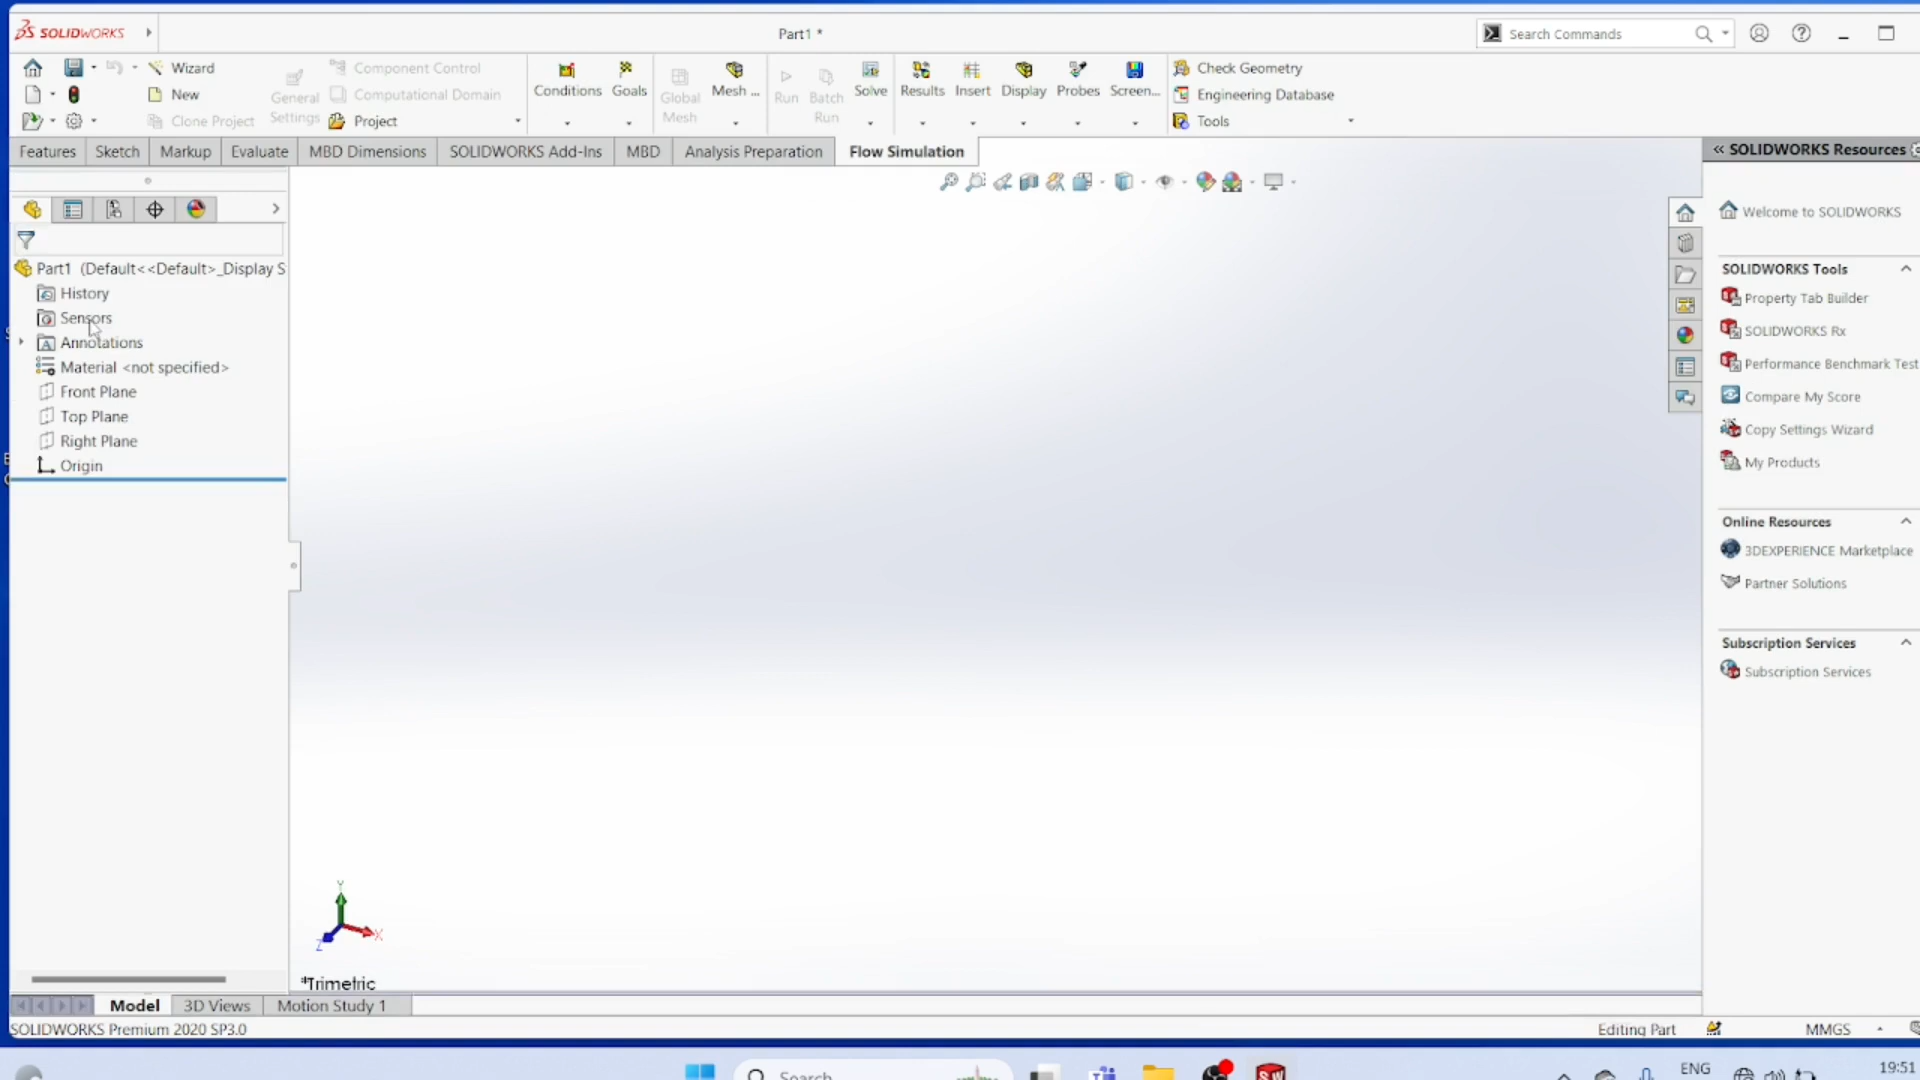 SOLIDWORKS
Part1 *
Search Commands
Wizard
New
Clone Project
General Settings
Component Control
Computational Domain
Project
Conditions
Goals
Global Mesh
Mesh ...
Run
Batch Run
Solve
Results
Insert
Display
Probes
Screen...
Check Geometry
Engineering Database
Tools
Features
Sketch
Markup
Evaluate
MBD Dimensions
SOLIDWORKS Add-Ins
MBD
Analysis Preparation
Flow Simulation
Part1 (Default<<Default>_Display S
History
Sensors
Annotations
Material <not specified>
Front Plane
Top Plane
Right Plane
Origin
Y
X
Z
*Trimetric
« SOLIDWORKS Resources
Welcome to SOLIDWORKS
SOLIDWORKS Tools
Property Tab Builder
SOLIDWORKS Rx
Performance Benchmark Test
Compare My Score
Copy Settings Wizard
My Products
Online Resources
3DEXPERIENCE Marketplace
Partner Solutions
Subscription Services
Subscription Services
Model
3D Views
Motion Study 1
SOLIDWORKS Premium 2020 SP3.0
Editing Part
MMGS
Search
ENG
19:51